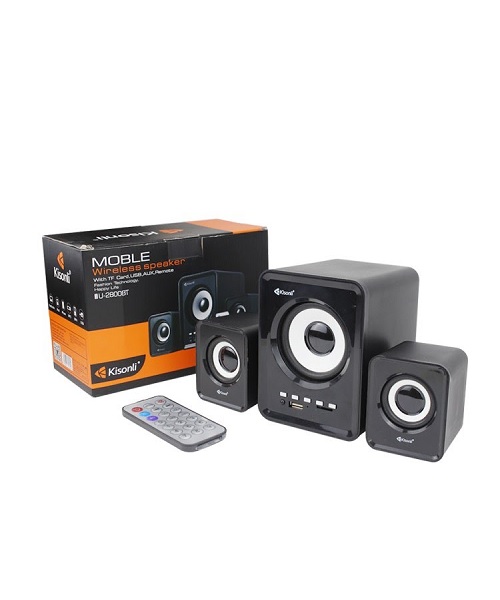 Kisonli
MOBLE
Wireless speaker
With TF Card,USB,AUX,Remote
Fashion Technology
Happy Life
U-2800BT
Kisonli
Kisonli
Kisonli
Kisonli